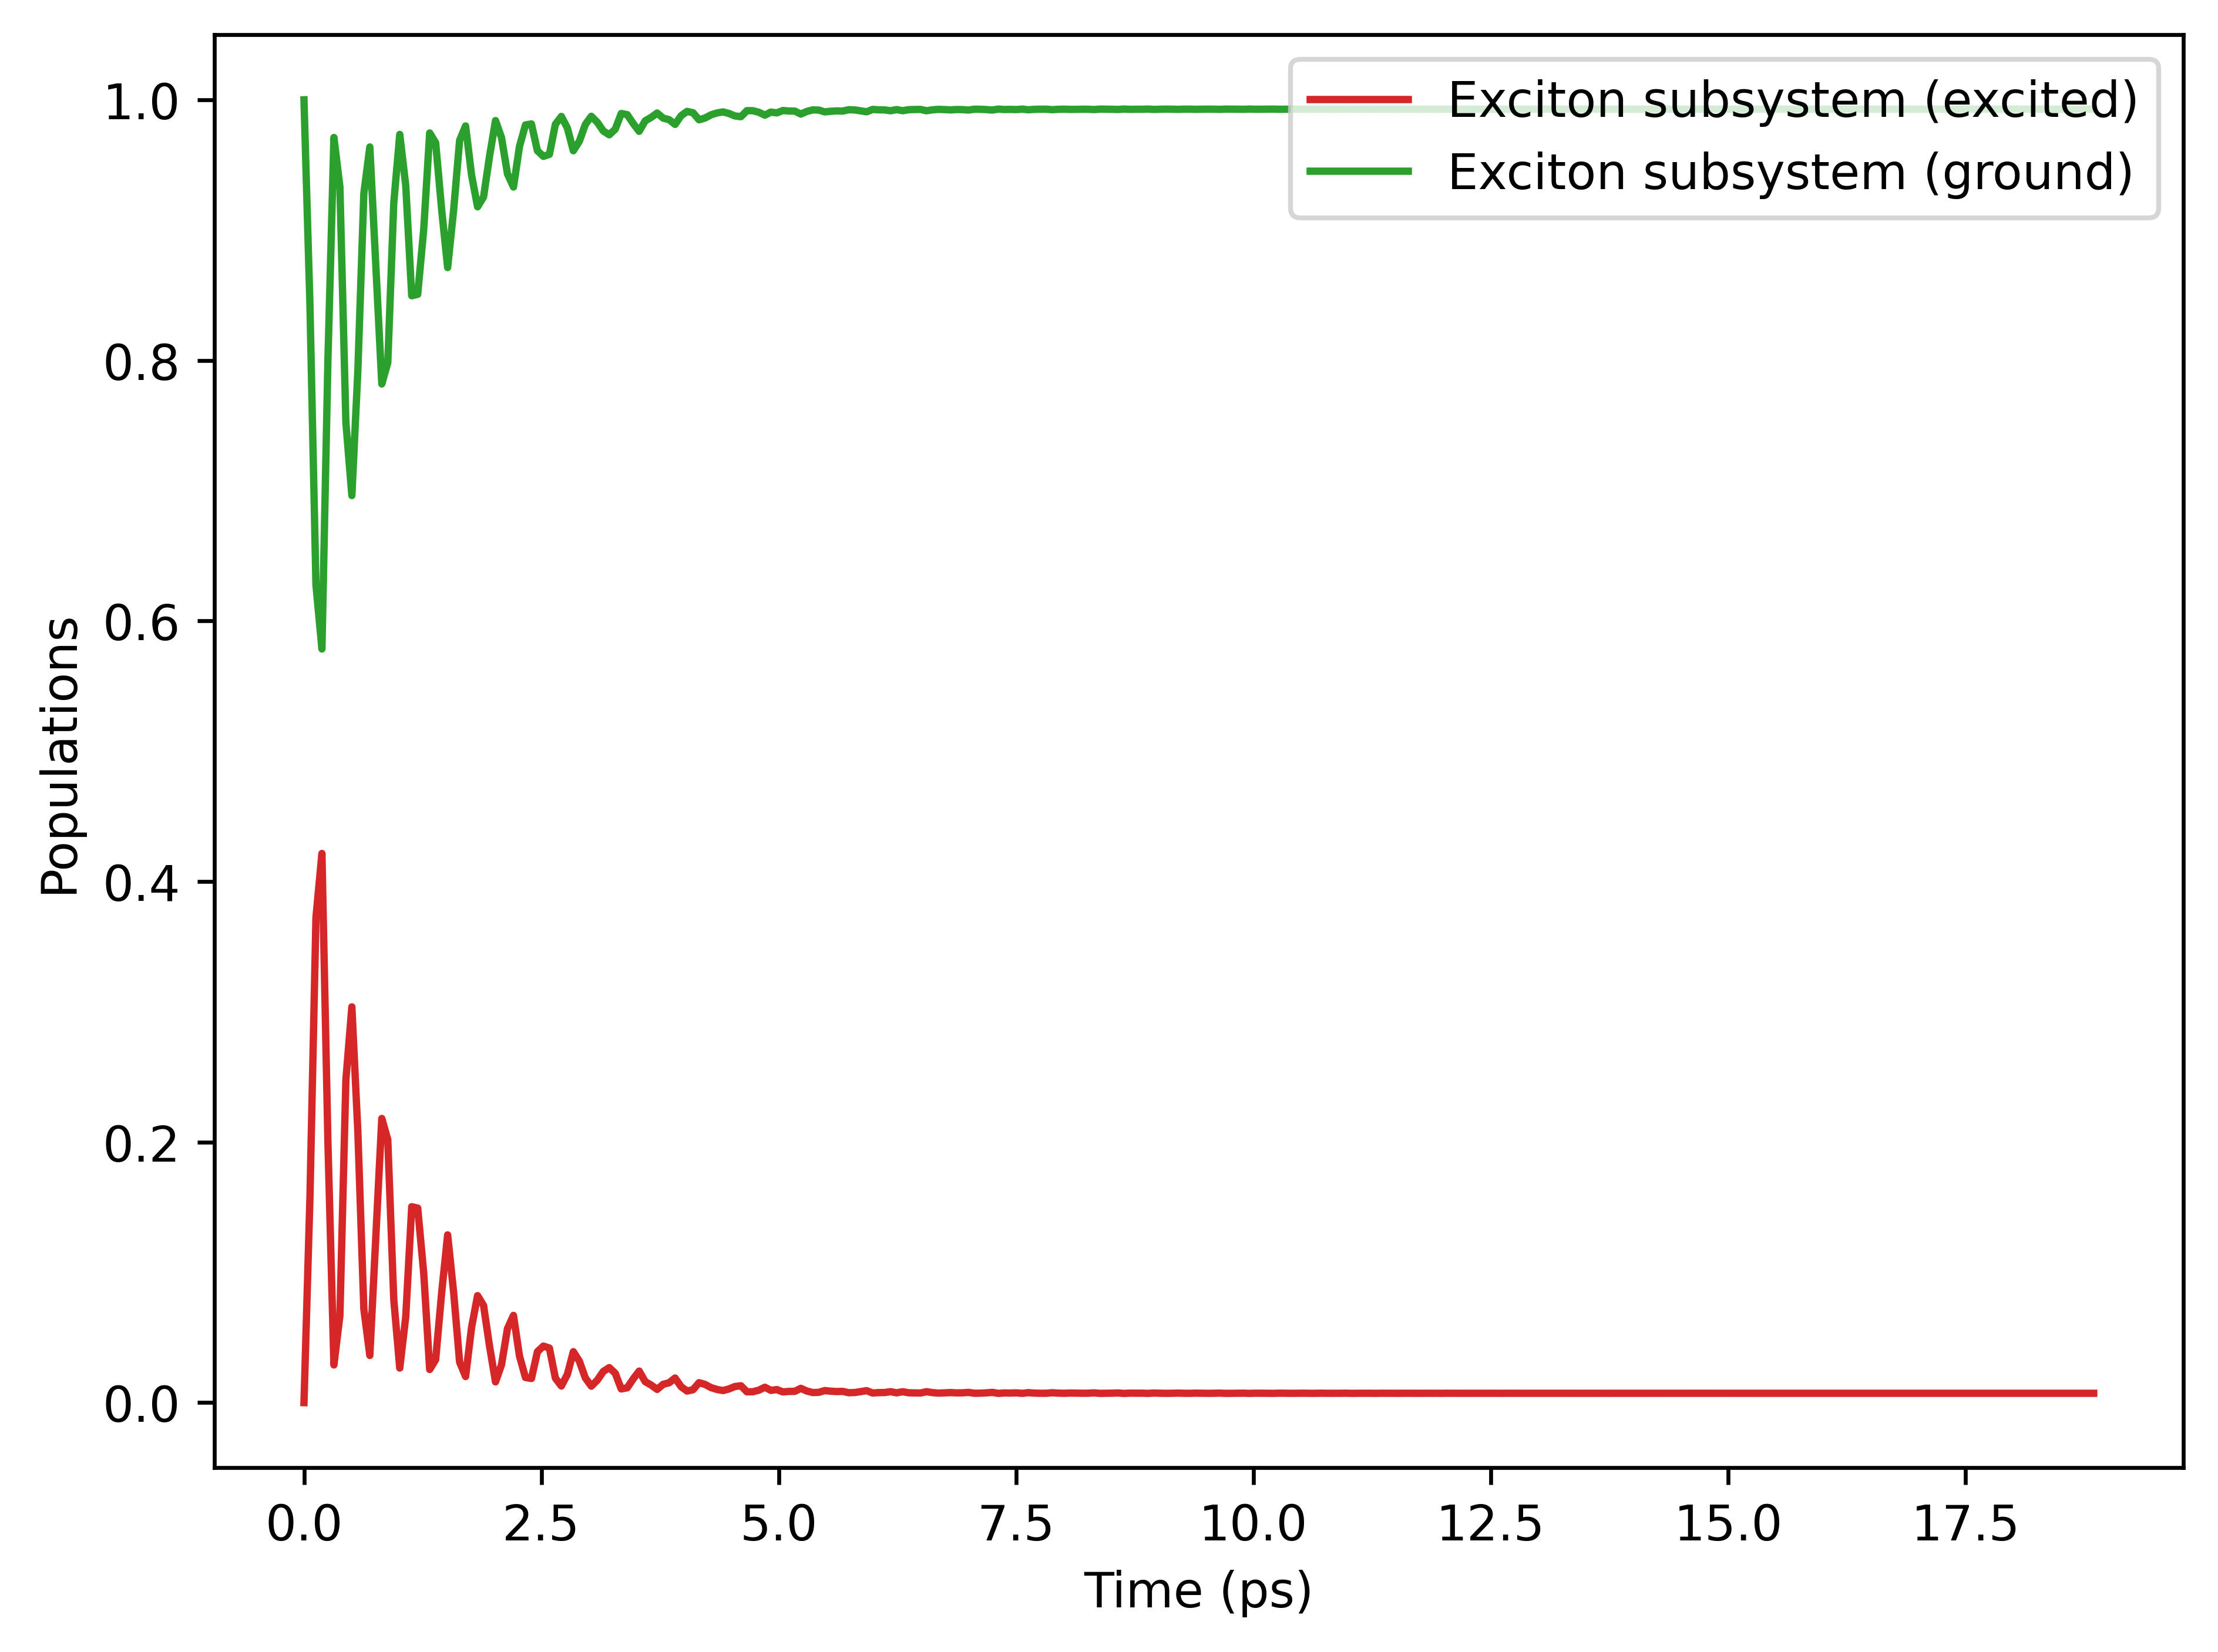 Exciton subsystem (excited)
Exciton subsystem (ground)
1.0
0.8
0.6
0.4
0.2
0.0
Populations
0.0 2.5 5.0 7.5 10.0 12.5 15.0 17.5
Time (ps)